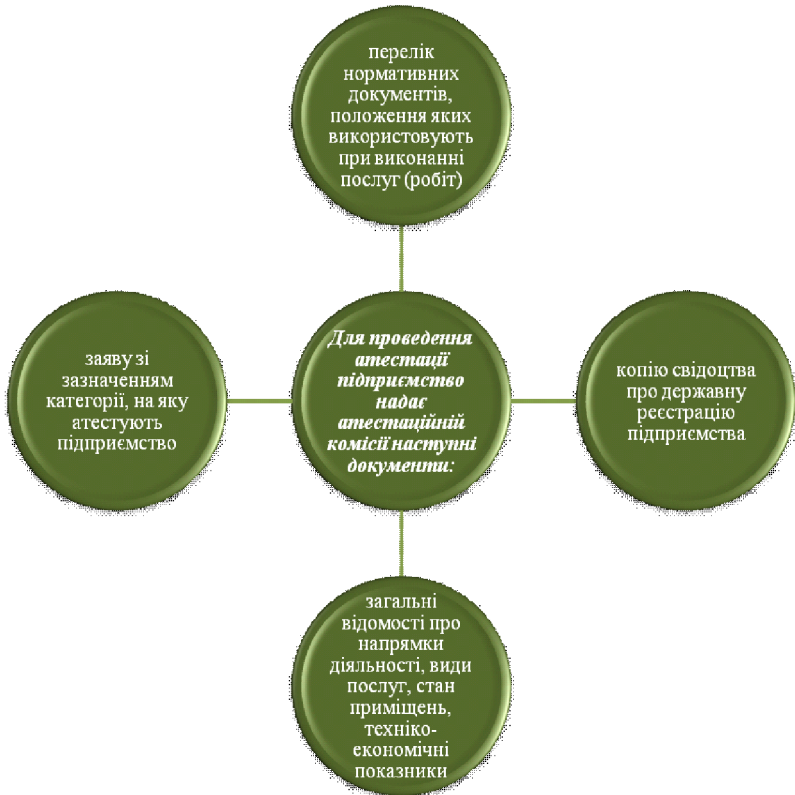 перелік
нормативних
документів,
положення яких
використовують
при виконанні
послуг (робіт)
заяву зі
зазначенням
категорії, на яку
атестують
підприємство
Для проведення
атестації
підприємство
надає
атестаційній
комісії наступні
документи:
копію свідоцтва
про державну
реєстрацію
підприємства
загальні
відомості про
напрямки
діяльності, види
послуг, стан
приміщень,
техніко-
економічні
показники